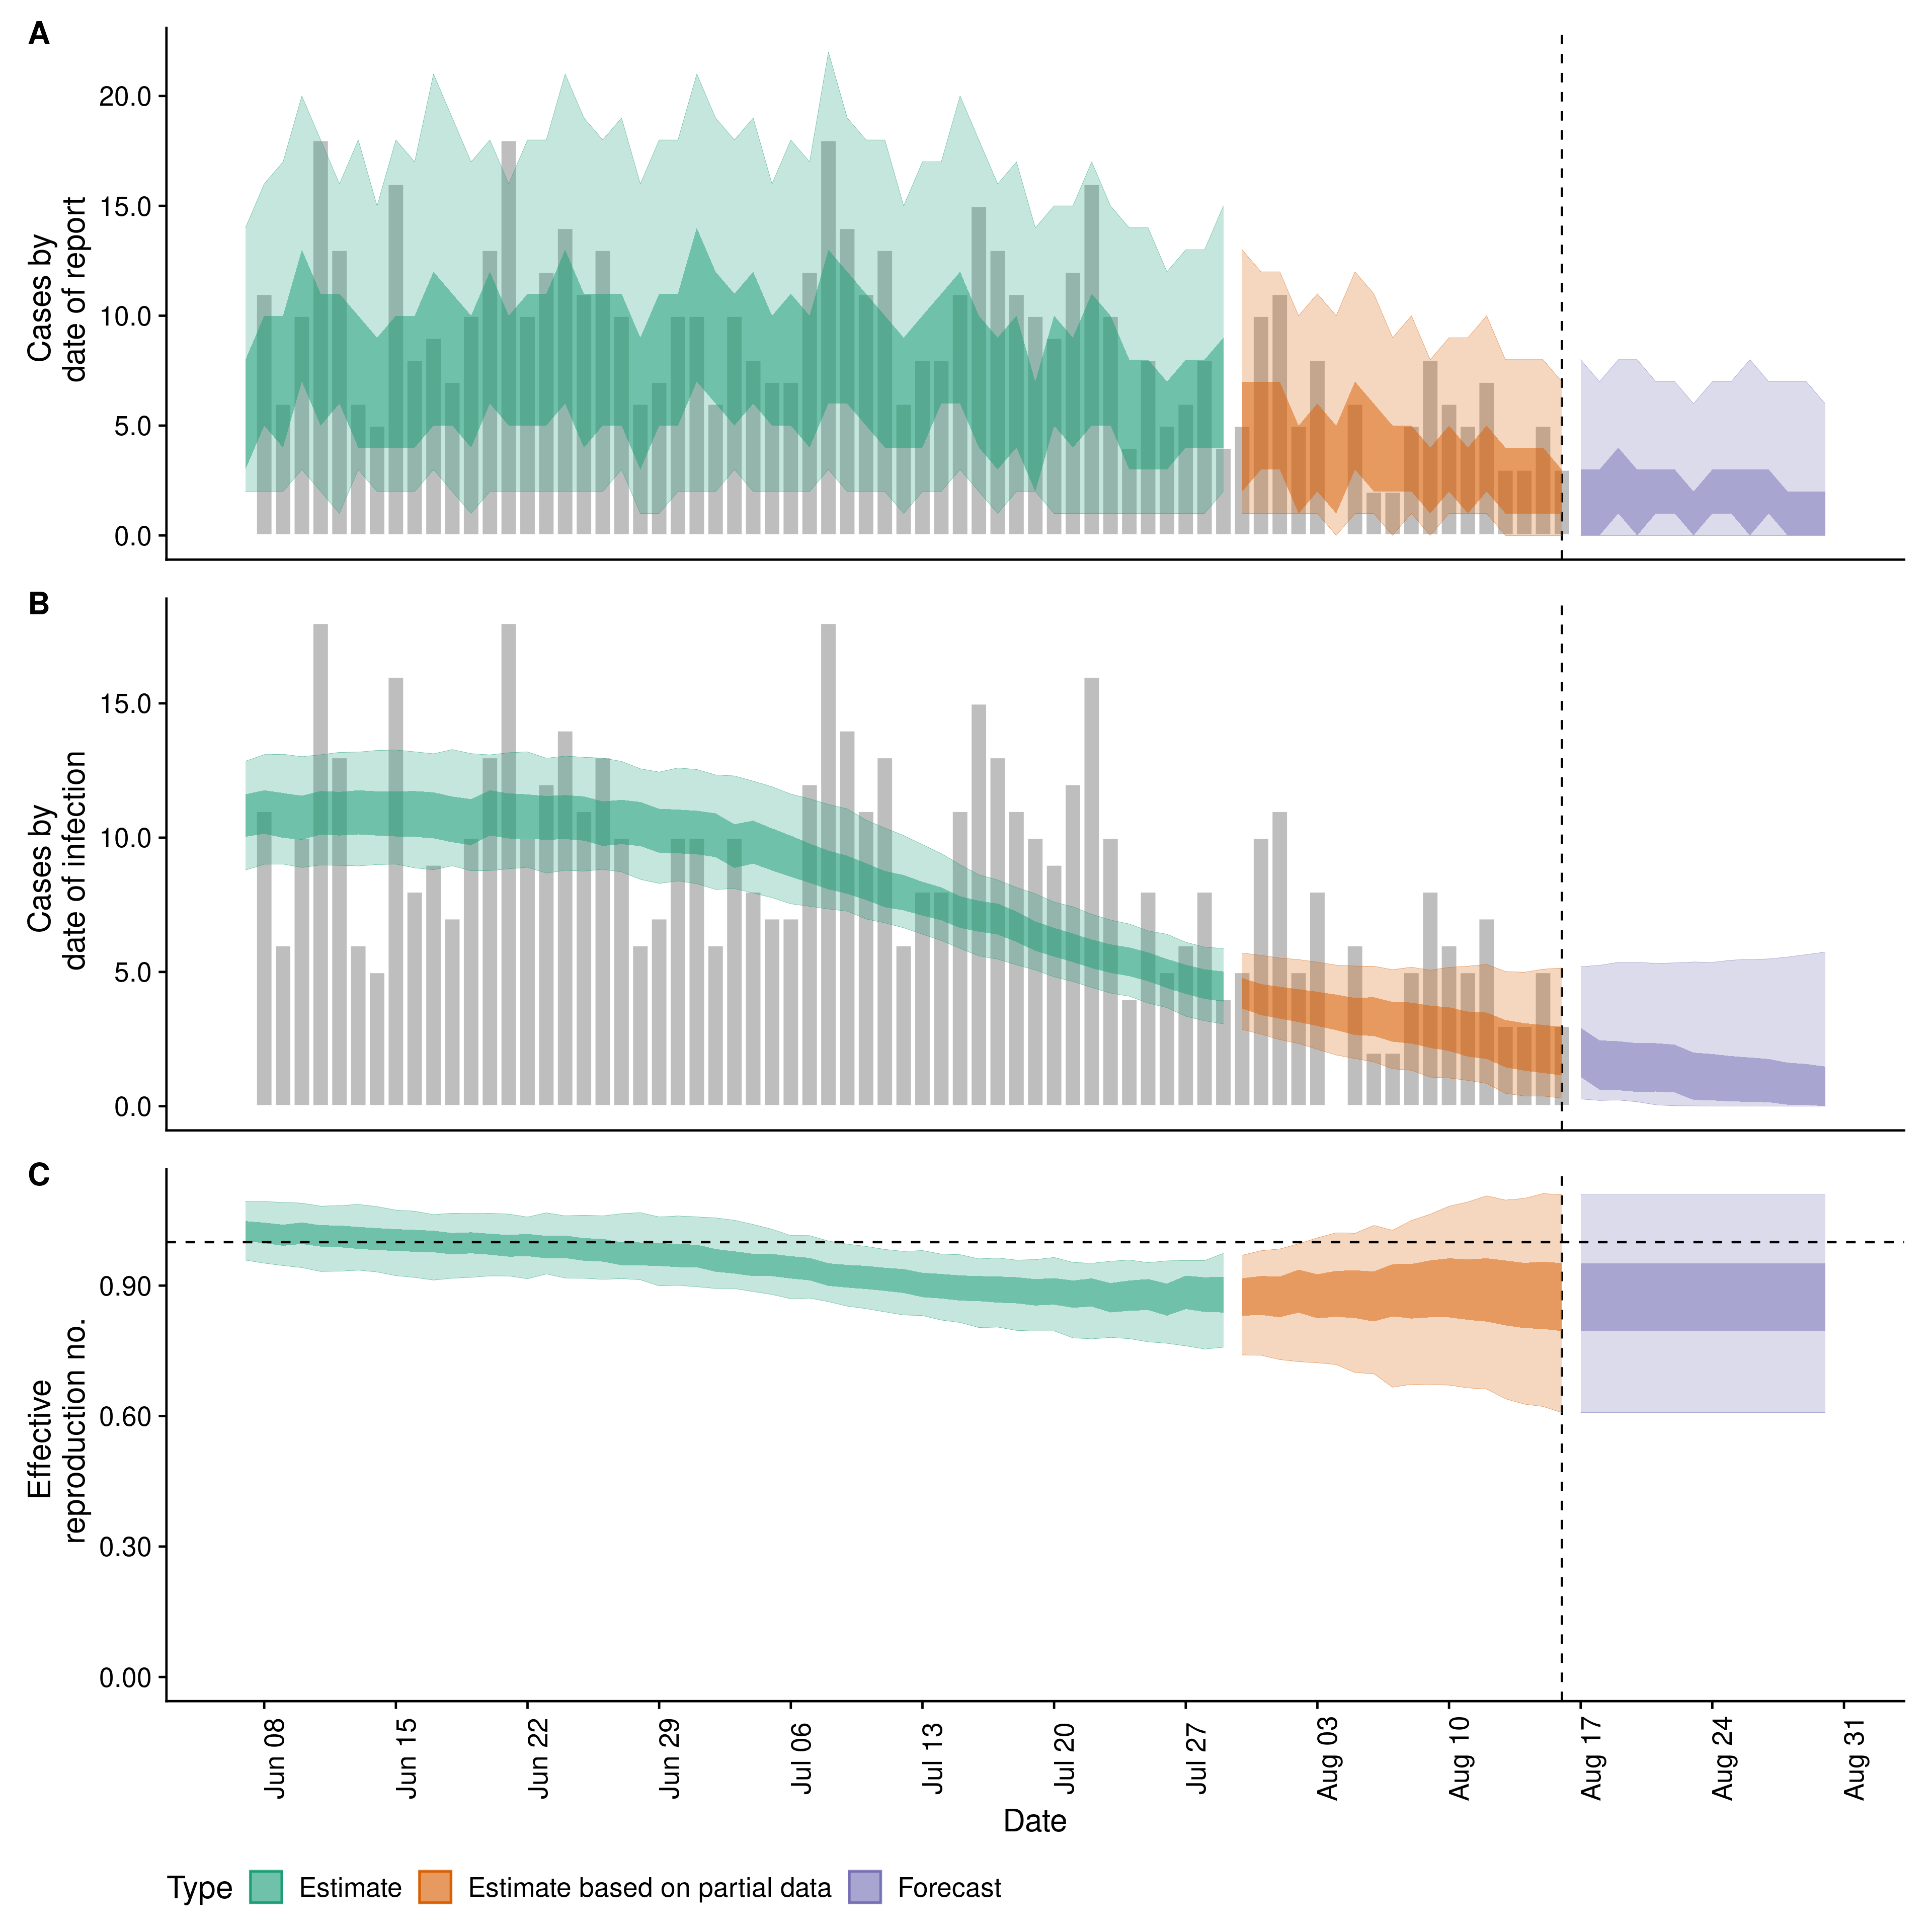 A
Cases by
date of report
20.0
15.0
10.0
5.0
0.0
B
Cases by
date of infection
15.0
10.0
5.0
0.0
C
Effective
reproduction no.
0.90
0.60
0.30
0.00
Jun 08
Jun 15
Jun 22
Jun 29
Jul 06
Jul 13
Jul 20
Jul 27
Aug 03
Aug 10
Aug 17
Aug 24
Aug 31
Date
Type Estimate Estimate based on partial data Forecast